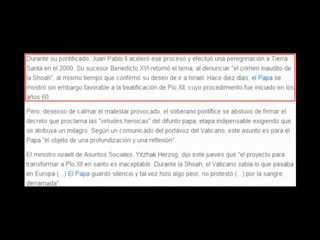 Durante su pontificado, Juan Pablo II aceleró ese proceso y efectuó una peregrinación a Tierra
Santa en el 2000. Su sucesor Benedicto XVI retomó el tema, al denunciar "el crimen inaudito de
la Shoah", al mismo tiempo que confirmó su deseo de ir a Israel. Hace diez días, el Papa se
mostró sin embargo favorable a la beatificación de Pío XII, cuyo procedimiento fue iniciado en los
años 60.
Pero, deseoso de calmar el malestar provocado, el soberano pontífice se abstuvo de firmar el
decreto que proclama las "virtudes heroicas" del difunto papa, etapa indispensable exigiendo que
se atribuya un milagro. Según un comunicado del portavoz del Vaticano, este asunto es para el
Papa "el objeto de una profundización y una reflexión".
El ministro israelí de Asuntos Sociales, Yitzhak Herzog, dijo este jueves que "el proyecto para
transformar a Pío XII en santo es inaceptable. Durante la Shoah, el Vaticano sabía lo que pasaba
en Europa (...) El Papa guardó silencio y tal vez hizo algo peor, no protestó (...) por la sangre
derramada"